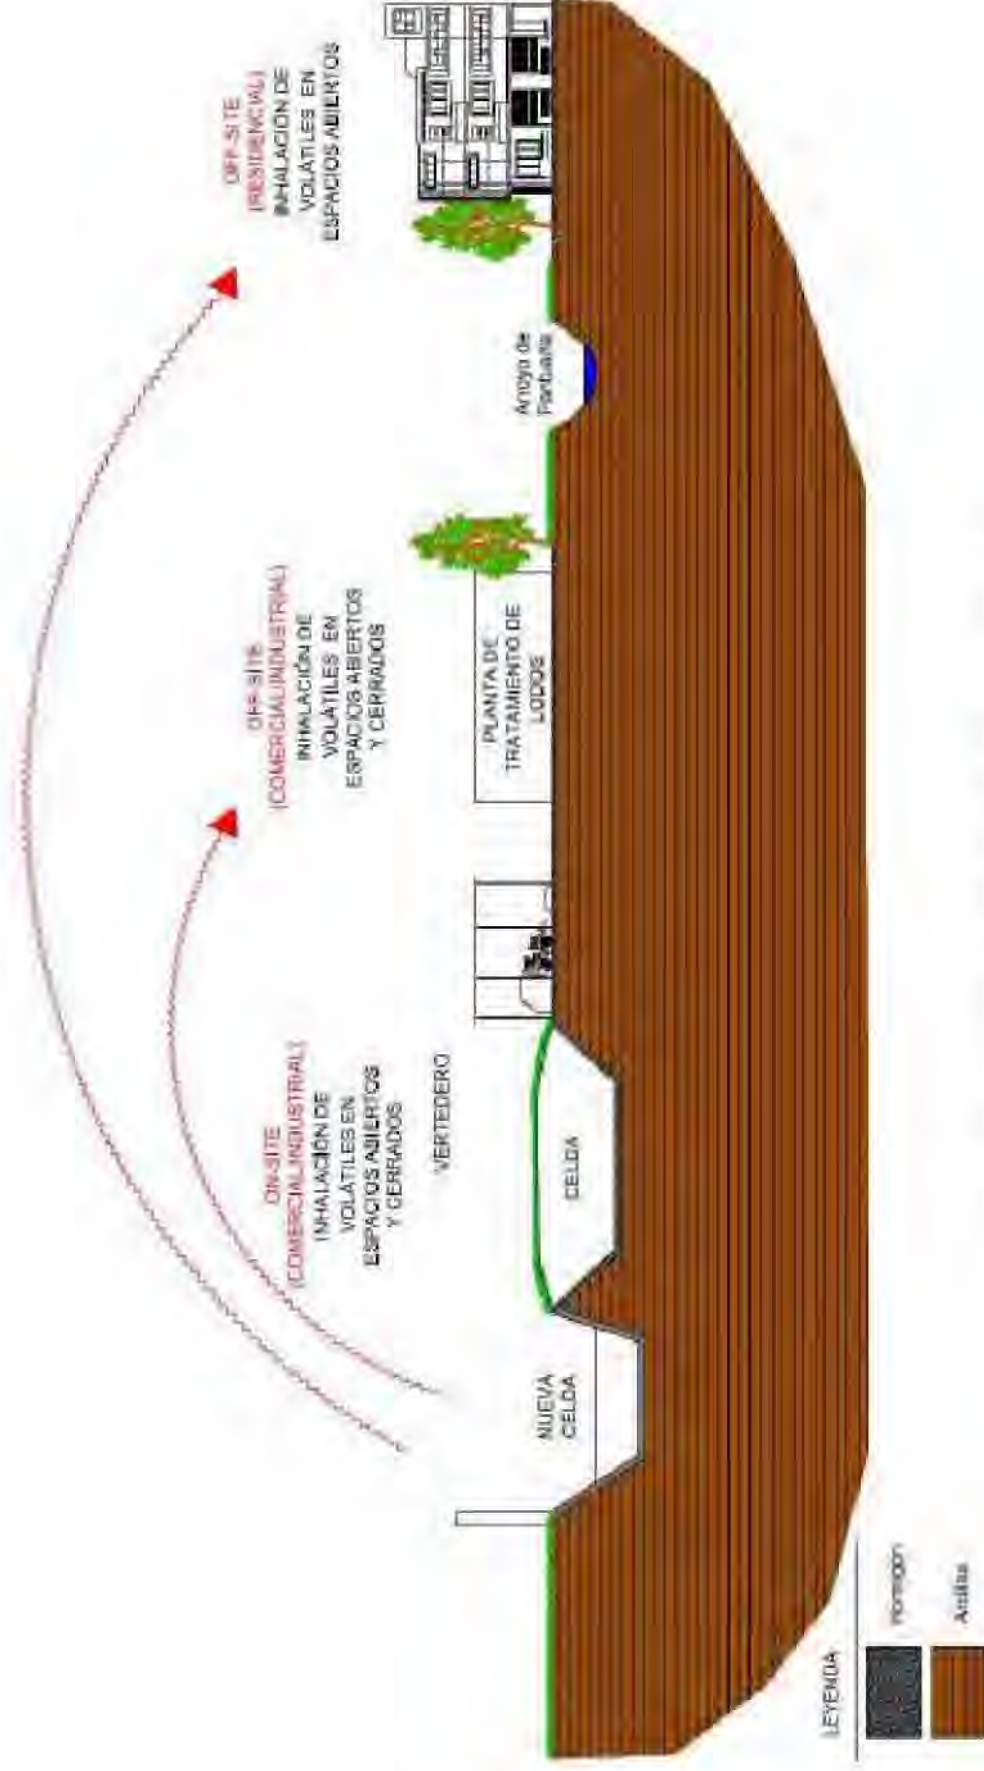 ON-SITE
(COMERCIAL/INDUSTRIAL)
INHALACIÓN DE
VOLÁTILES EN
ESPACIOS ABIERTOS
Y CERRADOS
OFF-SITE
(COMERCIAL/INDUSTRIAL)
INHALACIÓN DE
VOLÁTILES EN
ESPACIOS ABIERTOS
Y CERRADOS
OFF-SITE
(RESIDENCIAL)
INHALACIÓN DE
VOLÁTILES EN
ESPACIOS ABIERTOS
VERTEDERO
NUEVA
CELDA
CELDA
PLANTA DE
TRATAMIENTO DE
LODOS
Arroyo de
LEYENDA
Hormigón
Arcillas